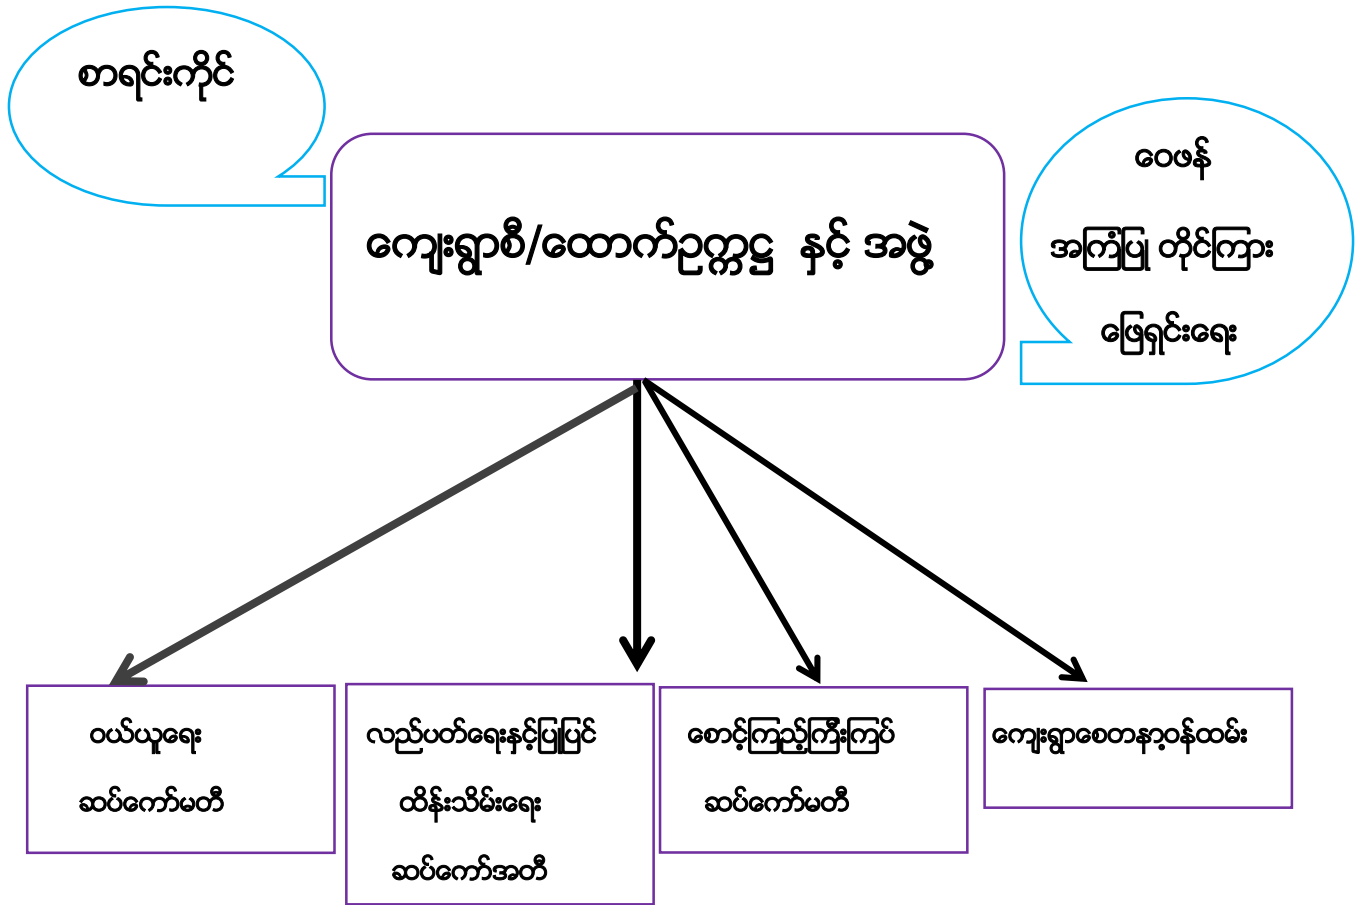 စာရင်းကိုင်
ကျေးရွာစီ/ထောက်ဥက္ကဋ္ဌ နှင့် အဖွဲ့
ဝေဖန်
အကြံပြု တိုင်ကြား
ဖြေရှင်းရေး
ဝယ်ယူရေး
ဆပ်ကော်မတီ
လည်ပတ်ရေးနှင့်ပြုပြင်
ထိန်းသိမ်းရေး
ဆပ်ကော်အတီ
စောင့်ကြည့်ကြီးကြပ်
ဆပ်ကော်မတီ
ကျေးရွာစေတနာ့ဝန်ထမ်း